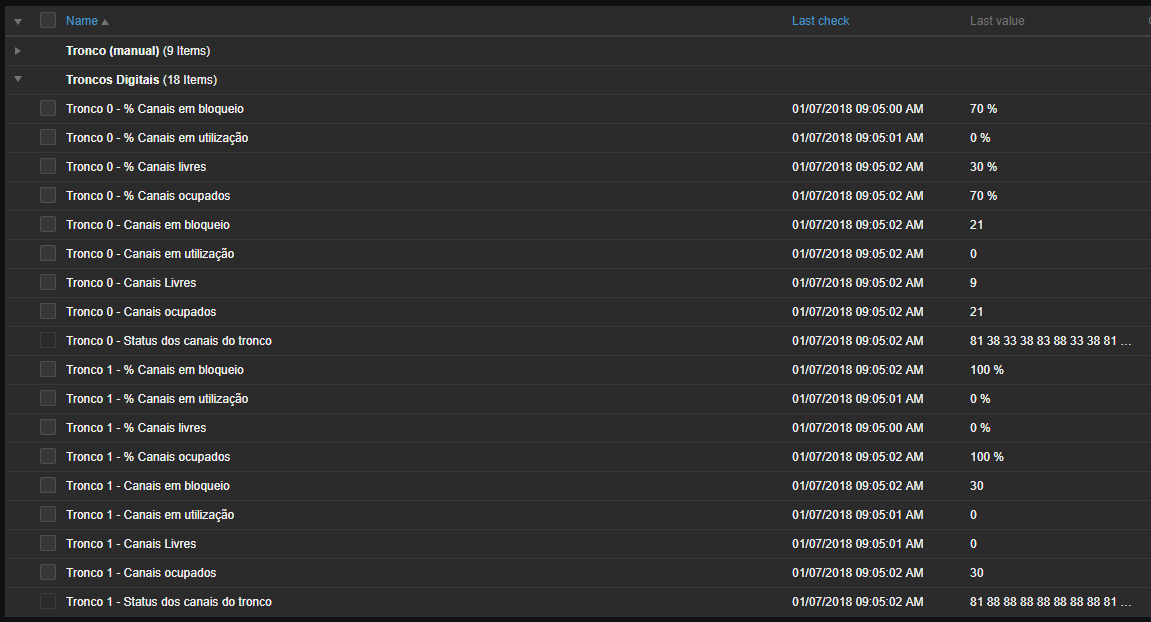 Name Last check Last value
Tronco (manual) (9 Items)
Troncos Digitais (18 Items)
Tronco 0 - % Canais em bloqueio 01/07/2018 09:05:00 AM 70 %
Tronco 0 - % Canais em utilização 01/07/2018 09:05:01 AM 0 %
Tronco 0 - % Canais livres 01/07/2018 09:05:02 AM 30 %
Tronco 0 - % Canais ocupados 01/07/2018 09:05:02 AM 70 %
Tronco 0 - Canais em bloqueio 01/07/2018 09:05:02 AM 21
Tronco 0 - Canais em utilização 01/07/2018 09:05:02 AM 0
Tronco 0 - Canais Livres 01/07/2018 09:05:02 AM 9
Tronco 0 - Canais ocupados 01/07/2018 09:05:02 AM 21
Tronco 0 - Status dos canais do tronco 01/07/2018 09:05:02 AM 81 38 33 38 83 88 33 38 81 ...
Tronco 1 - % Canais em bloqueio 01/07/2018 09:05:02 AM 100 %
Tronco 1 - % Canais em utilização 01/07/2018 09:05:01 AM 0 %
Tronco 1 - % Canais livres 01/07/2018 09:05:00 AM 0 %
Tronco 1 - % Canais ocupados 01/07/2018 09:05:02 AM 100 %
Tronco 1 - Canais em bloqueio 01/07/2018 09:05:02 AM 30
Tronco 1 - Canais em utilização 01/07/2018 09:05:01 AM 0
Tronco 1 - Canais Livres 01/07/2018 09:05:01 AM 0
Tronco 1 - Canais ocupados 01/07/2018 09:05:02 AM 30
Tronco 1 - Status dos canais do tronco 01/07/2018 09:05:02 AM 81 88 88 88 88 88 88 88 81 ...